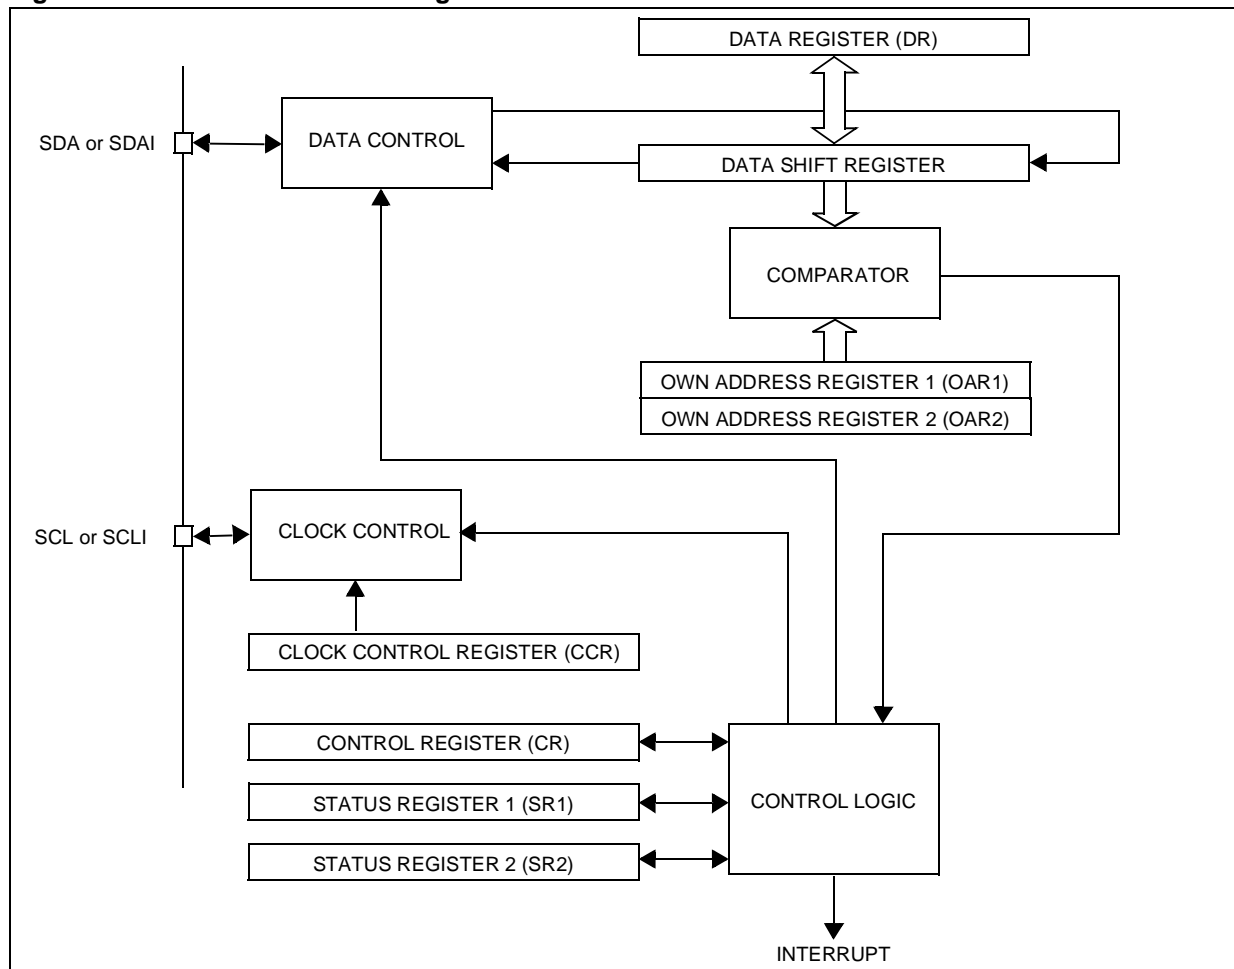 DATA REGISTER (DR)
SDA or SDAI
DATA CONTROL
DATA SHIFT REGISTER
COMPARATOR
OWN ADDRESS REGISTER 1 (OAR1)
OWN ADDRESS REGISTER 2 (OAR2)
SCL or SCLI
CLOCK CONTROL
CLOCK CONTROL REGISTER (CCR)
CONTROL REGISTER (CR)
STATUS REGISTER 1 (SR1)
CONTROL LOGIC
STATUS REGISTER 2 (SR2)
INTERRUPT